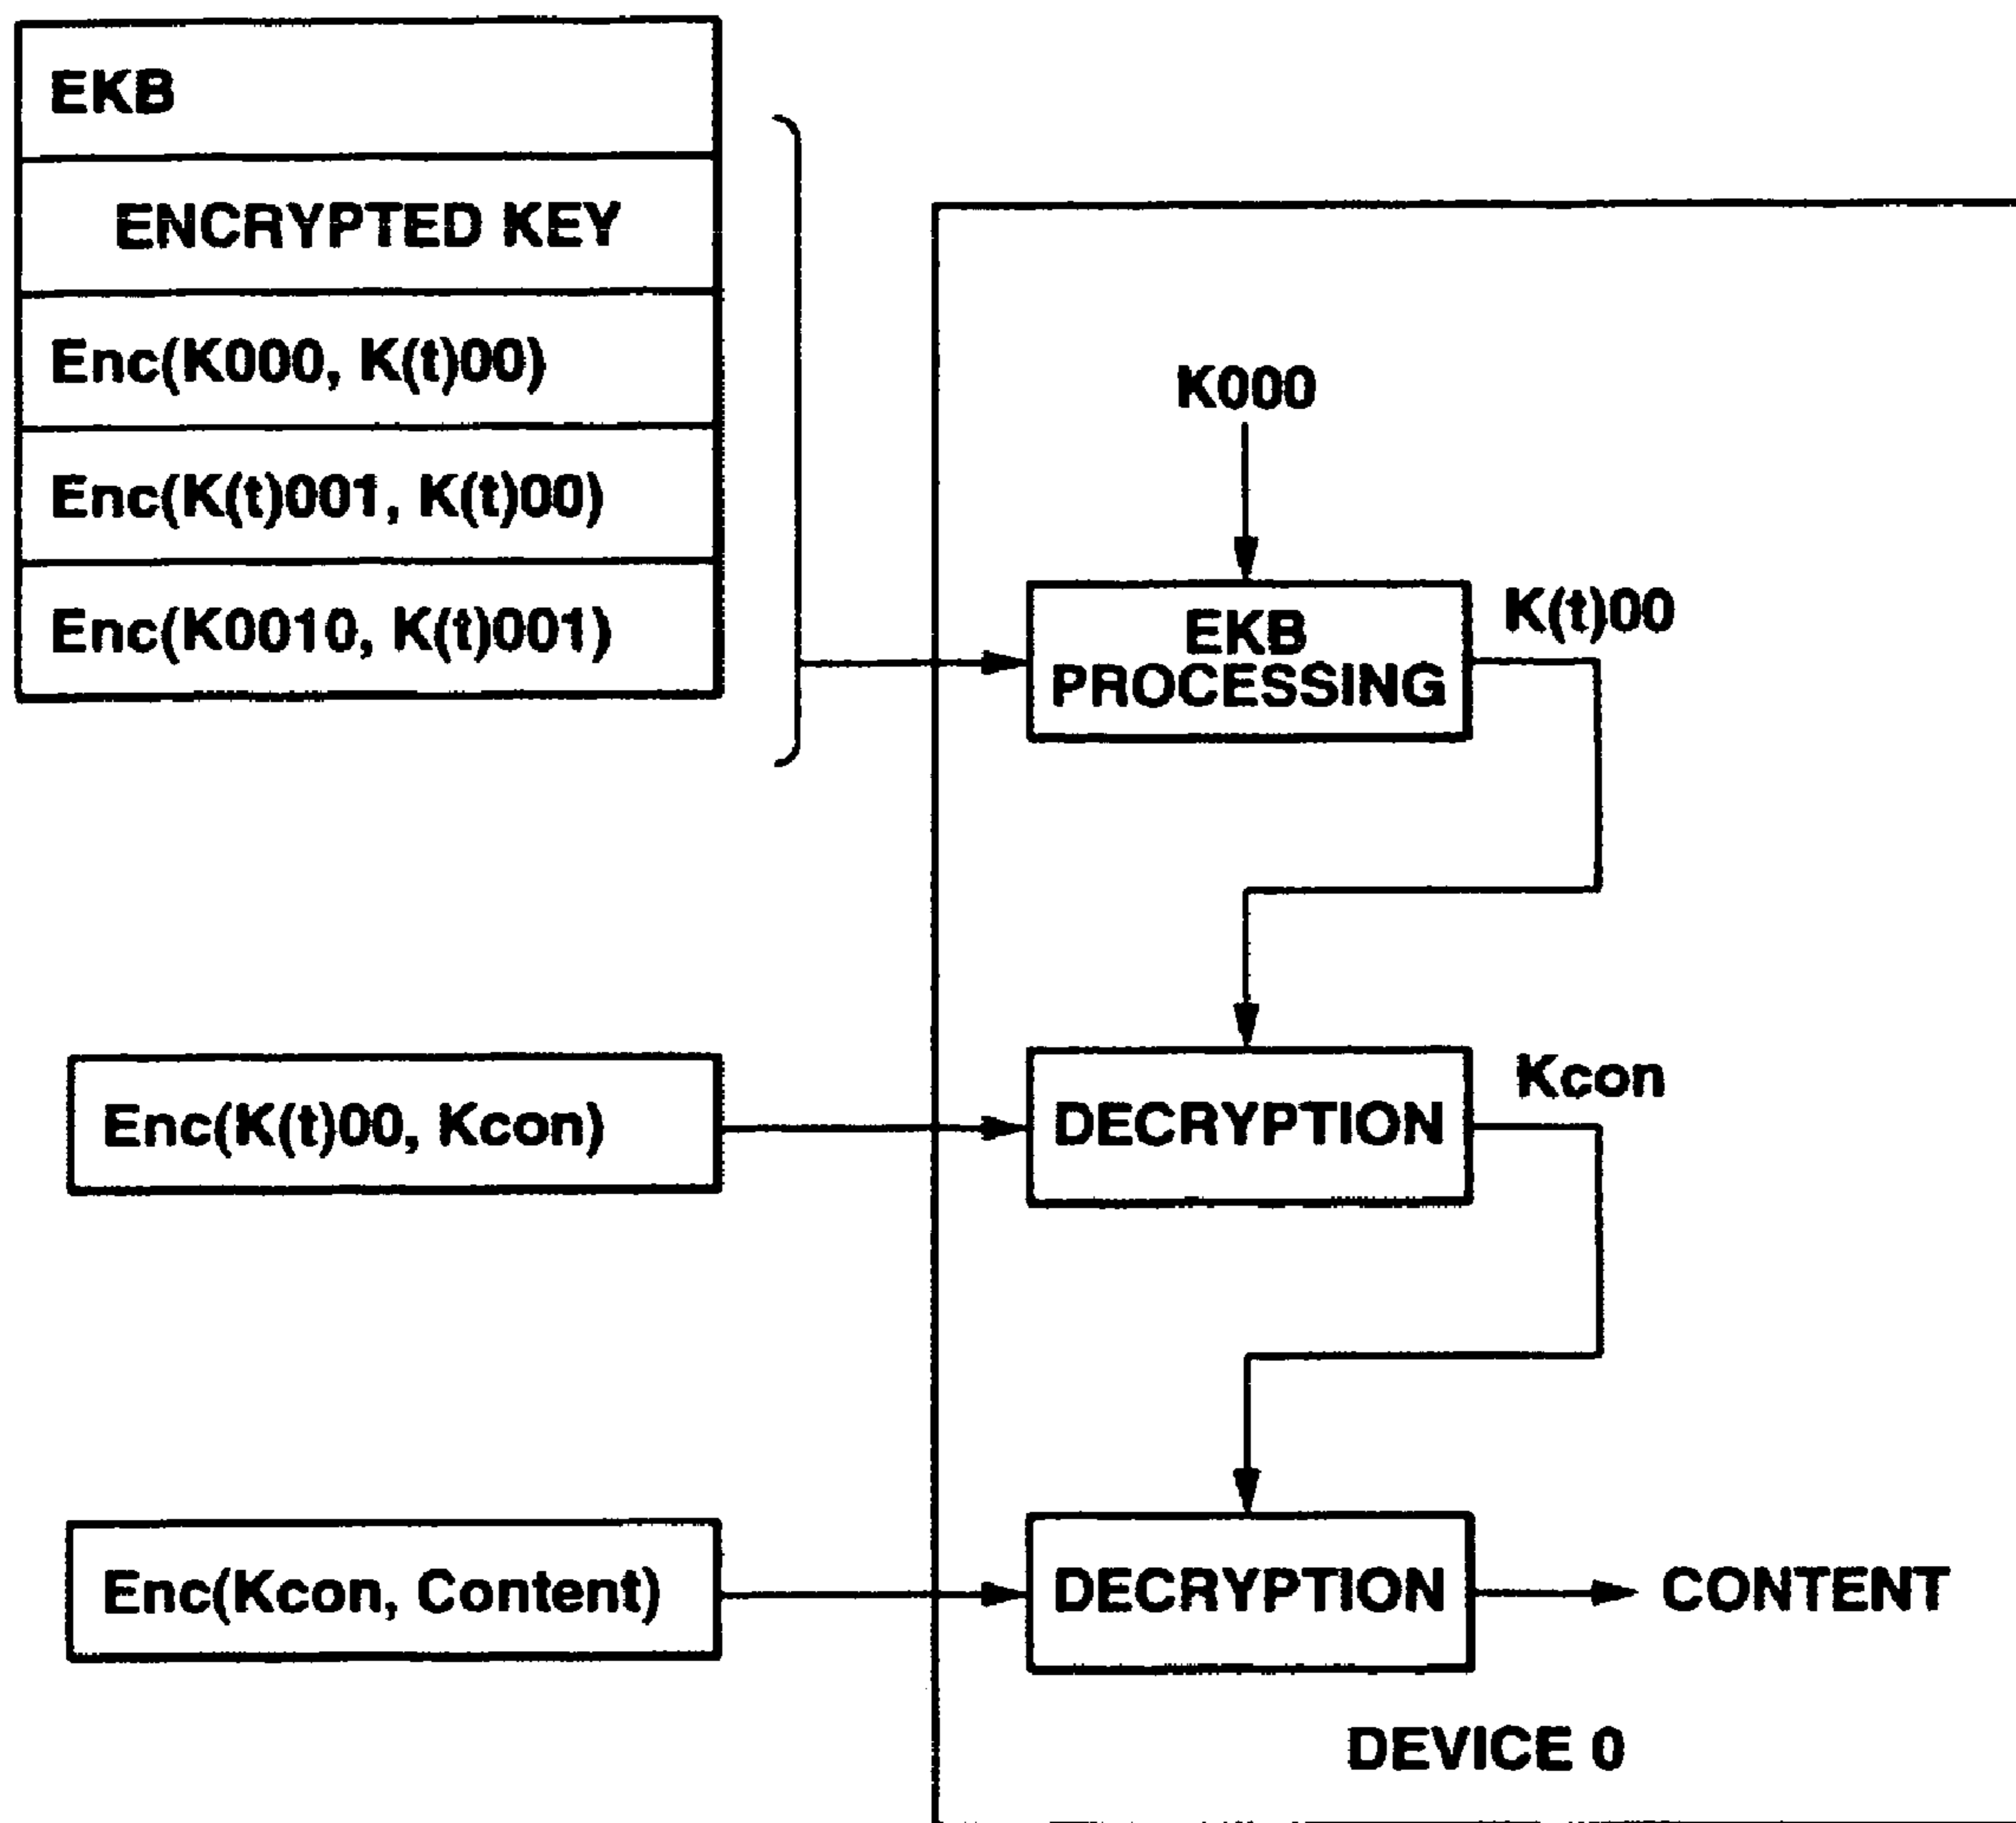 EKB
ENCRYPTED KEY
Enc(K000, K(t)00)
Enc(K(t)001, K(t)00)
Enc(K0010, K(t)001)
K000
EKB
PROCESSING
K(t)00
Enc(K(t)00, Kcon)
DECRYPTION
Kcon
Enc(Kcon, Content)
DECRYPTION
CONTENT
DEVICE 0